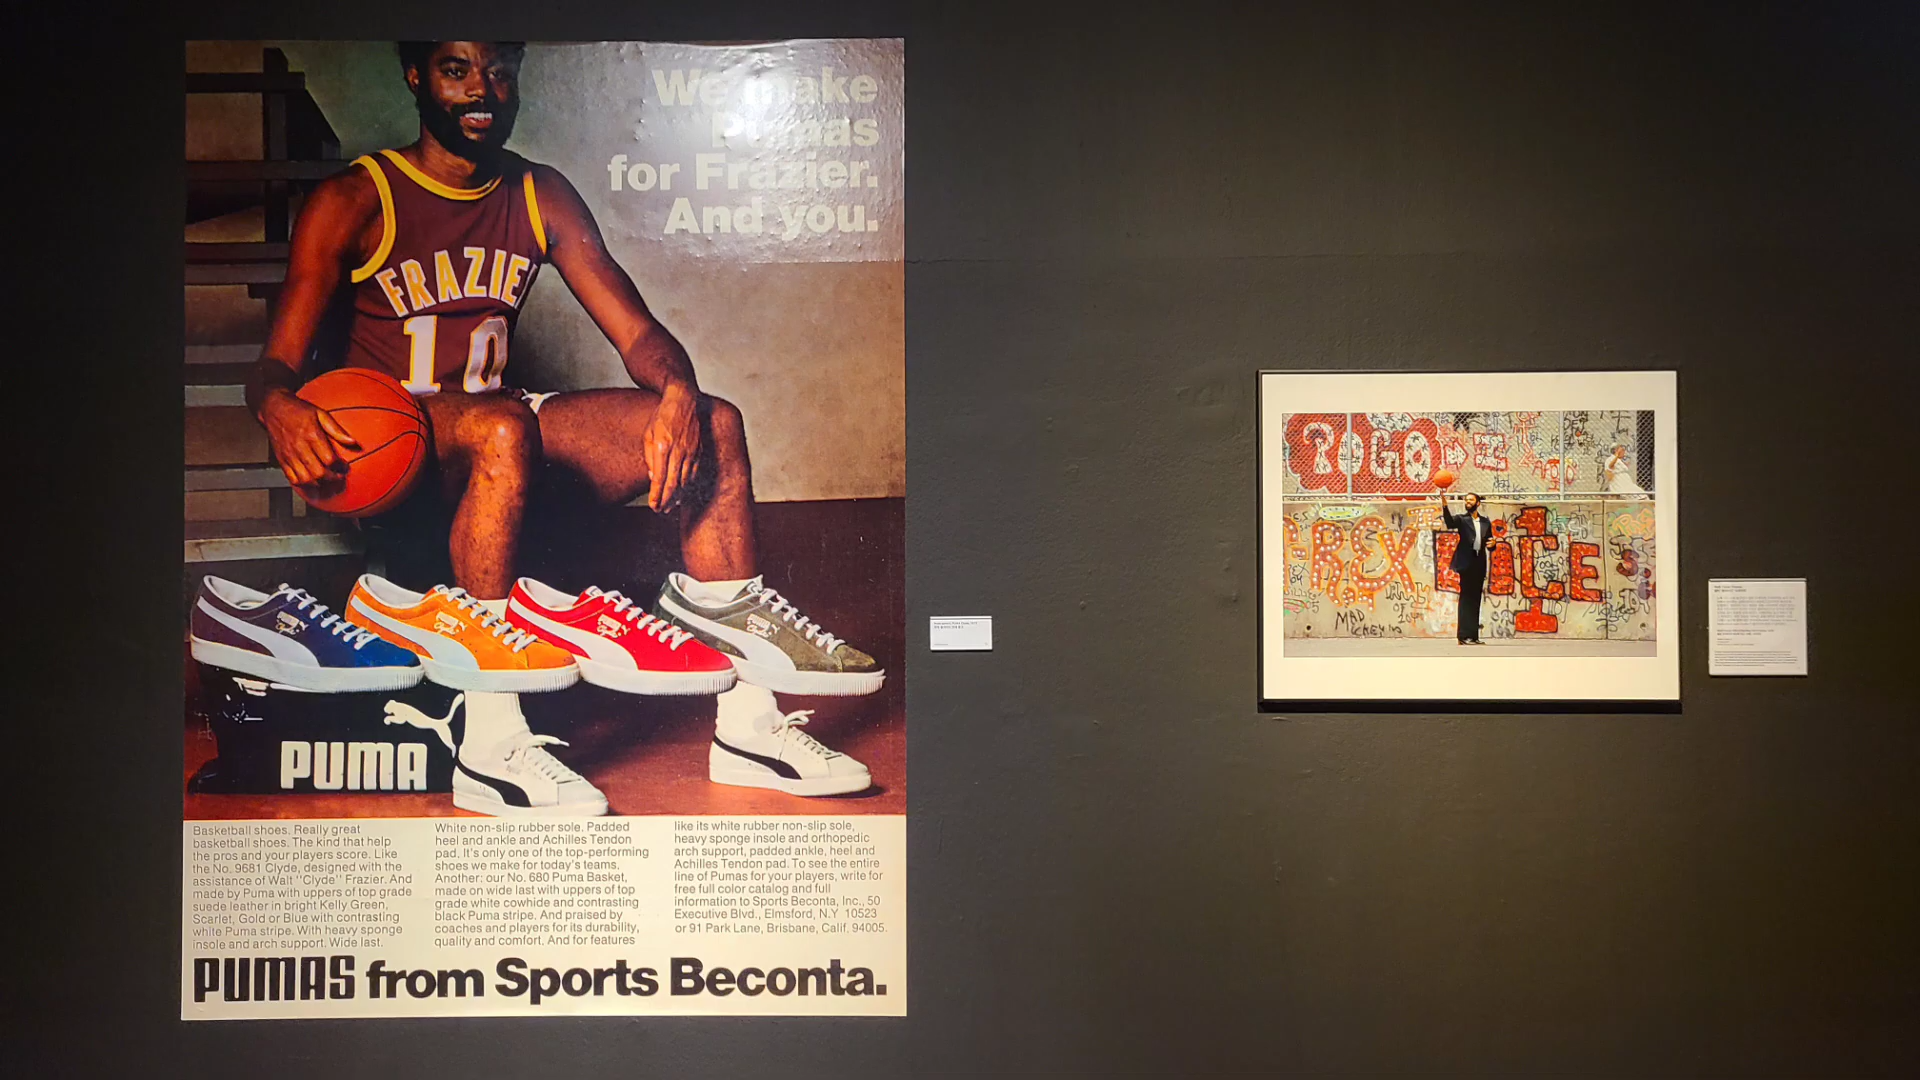 We make
Pumas
for Frazier.
And you.
FRAZIE
10
PUMA
Basketball shoes. Really great
basketball shoes. The kind that help
the pros and your players score. Like
the No. 9681 Clyde, designed with the
assistance of Walt "Clyde" Frazier. And
made by Puma with uppers of top grade
suede leather in bright Kelly Green,
Scarlet, Gold or Blue with contrasting
white Puma stripe. With heavy sponge
insole and arch support. Wide last.
White non-slip rubber sole. Padded
heel and ankle and Achilles Tendon
pad. It's only one of the top-performing
shoes we make for today's teams.
Another: our No. 680 Puma Basket,
made on wide last with uppers of top
grade white cowhide and contrasting
black Puma stripe. And praised by
coaches and players for its durability,
quality and comfort. And for features
like its white rubber non-slip sole,
heavy sponge insole and orthopedic
arch support, padded ankle, heel and
Achilles Tendon pad. To see the entire
line of Pumas for your players, write for
free full color catalog and full
information to Sports Beconta, Inc., 50
Executive Blvd., Elmsford, N.Y 10523
or 91 Park Lane, Brisbane, Calif. 94005.
PUMAS from Sports Beconta.
MAD